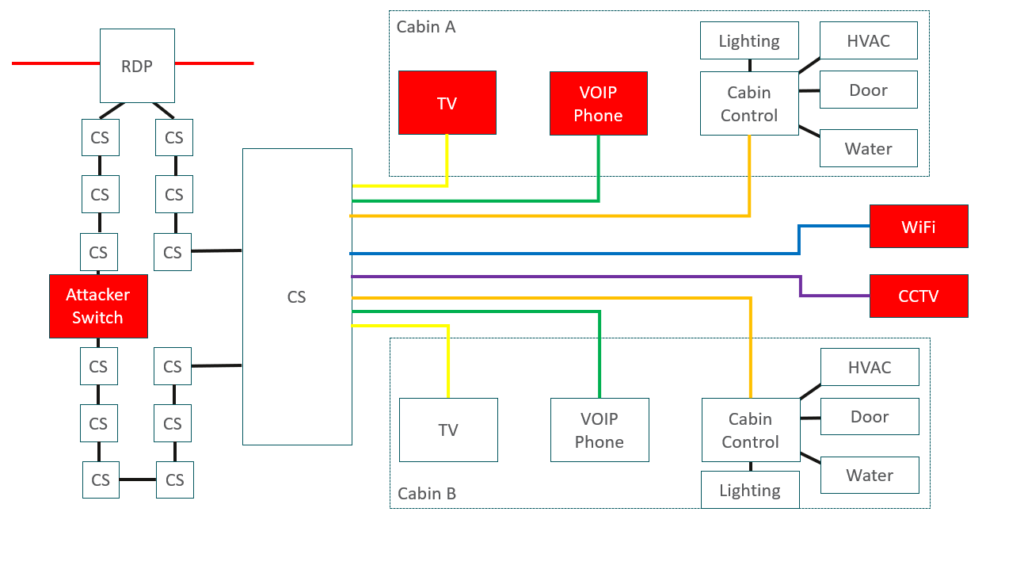 Cabin A
RDP
Lighting
HVAC
TV
VOIP
Phone
Cabin
Control
Door
Water
CS
CS
CS
CS
CS
CS
WiFi
Attacker
Switch
CS
CCTV
CS
CS
CS
CS
CS
CS
TV
VOIP
Phone
Cabin
Control
HVAC
Door
Water
Lighting
Cabin B